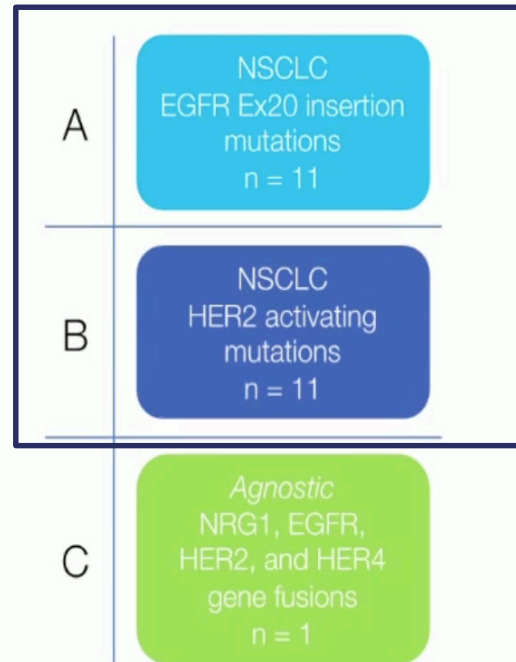 A
NSCLC
EGFR Ex20 insertion
mutations
n = 11
B
NSCLC
HER2 activating
mutations
n = 11
C
Agnostic
NRG1, EGFR,
HER2, and HER4
gene fusions
n = 1